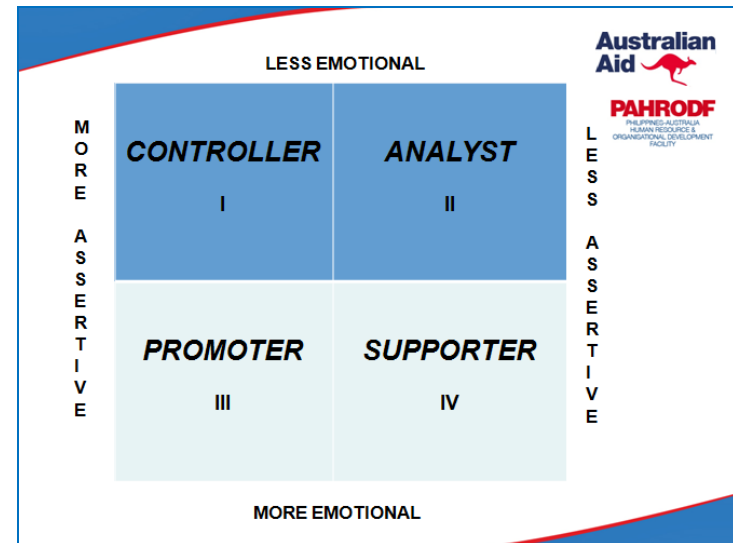 LESS EMOTIONAL
Australian
Aid
PAHRODF
PHILIPPINES-AUSTRALIA
HUMAN RESOURCE &
ORGANISATIONAL DEVELOPMENT
FACILITY
MORE ASSERTIVE
CONTROLLER
I
ANALYST
II
LESS ASSERTIVE
PROMOTER
III
SUPPORTER
IV
MORE EMOTIONAL